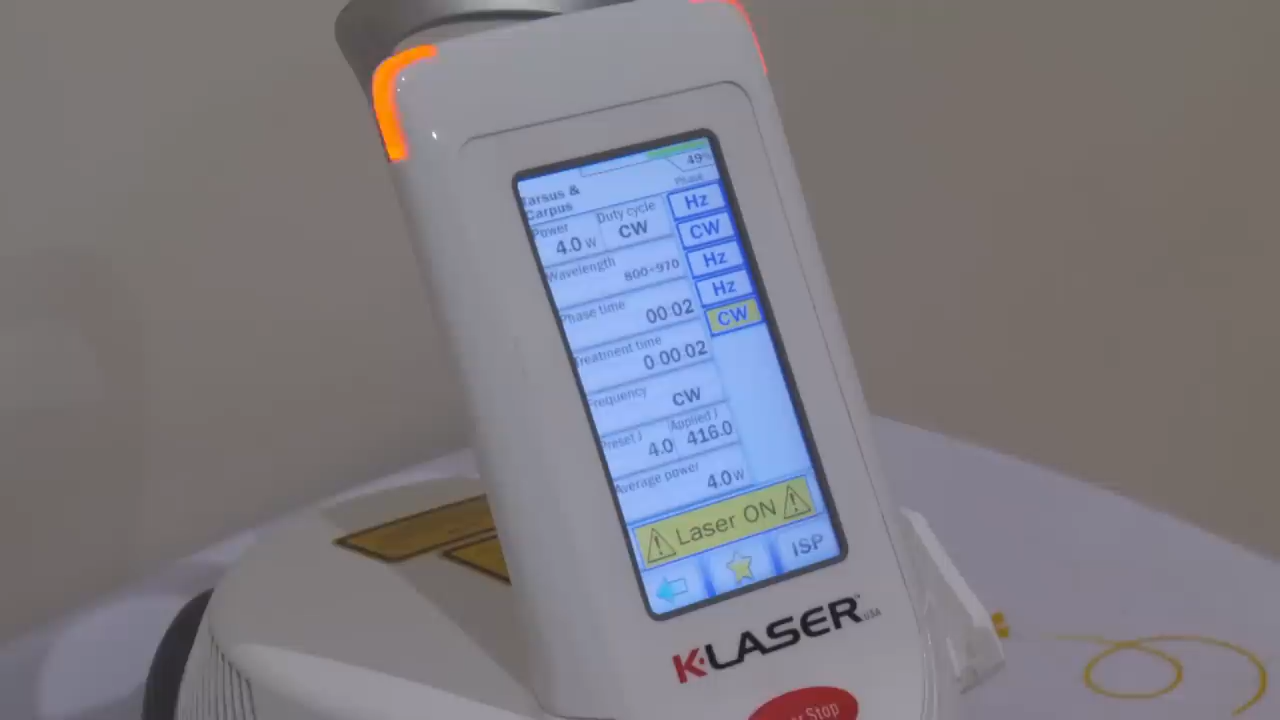 49%
Tarsus &
Carpus
Phase
Power
4.0 W
Duty cycle
CW
Hz
CW
Hz
Hz
CW
Wavelength
800-970
Phase time
00:02
Treatment time
0 00:02
Frequency
CW
Preset J
4.0
Applied J
416.0
Average power
4.0 W
Laser ON
ISP
K-LASER™ USA
Stop